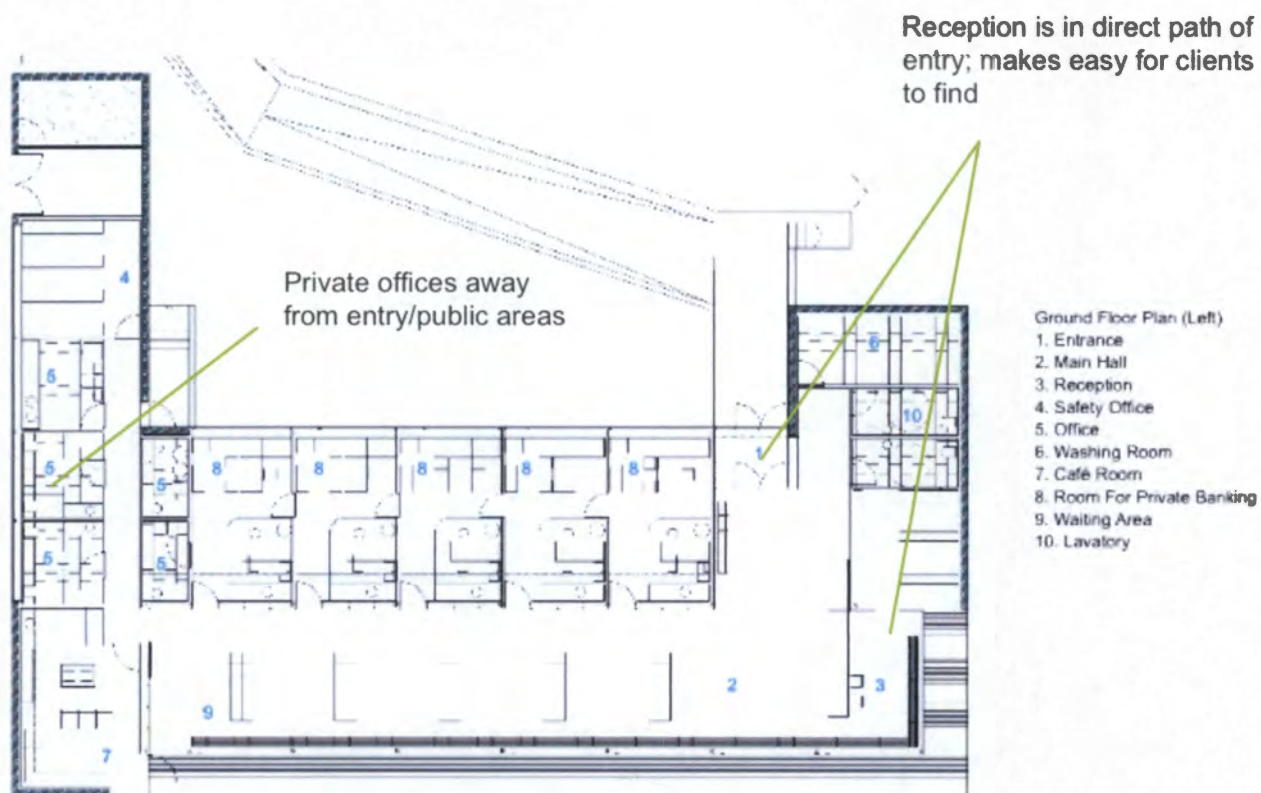 Reception is in direct path of
entry; makes easy for clients
to find
Private offices away
from entry/public areas
Ground Floor Plan (Left)
1. Entrance
2. Main Hall
3. Reception
4. Safety Office
5. Office
6. Washing Room
7. Café Room
8. Room For Private Banking
9. Waiting Area
10. Lavatory
4
6
5
10
1
8
8
8
8
8
5
5
5
5
2
3
9
7